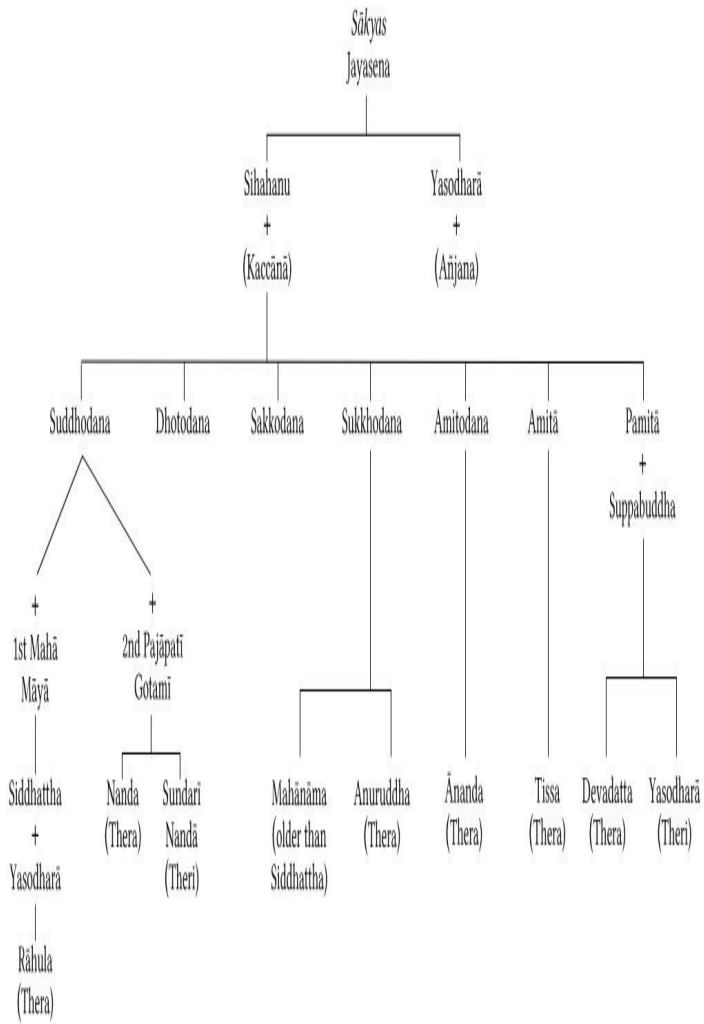 Sākyas
Jayasena
Sihahanu
+
(Kaccānā)
Yasodharā
+
(Añjana)
Suddhodana
Dhotodana
Sakkodana
Sukkhodana
Amitodana
Amitā
Pamitā
+
Suppabuddha
+
1st Mahā
Māyā
+
2nd Pajāpatī
Gotamī
Siddhattha
+
Yasodharā
Nanda
(Thera)
Sundarī
Nandā
(Theri)
Mahānāma
(older than
Siddhattha)
Anuruddha
(Thera)
Ānanda
(Thera)
Tissa
(Thera)
Devadatta
(Thera)
Yasodharā
(Theri)
Rāhula
(Thera)